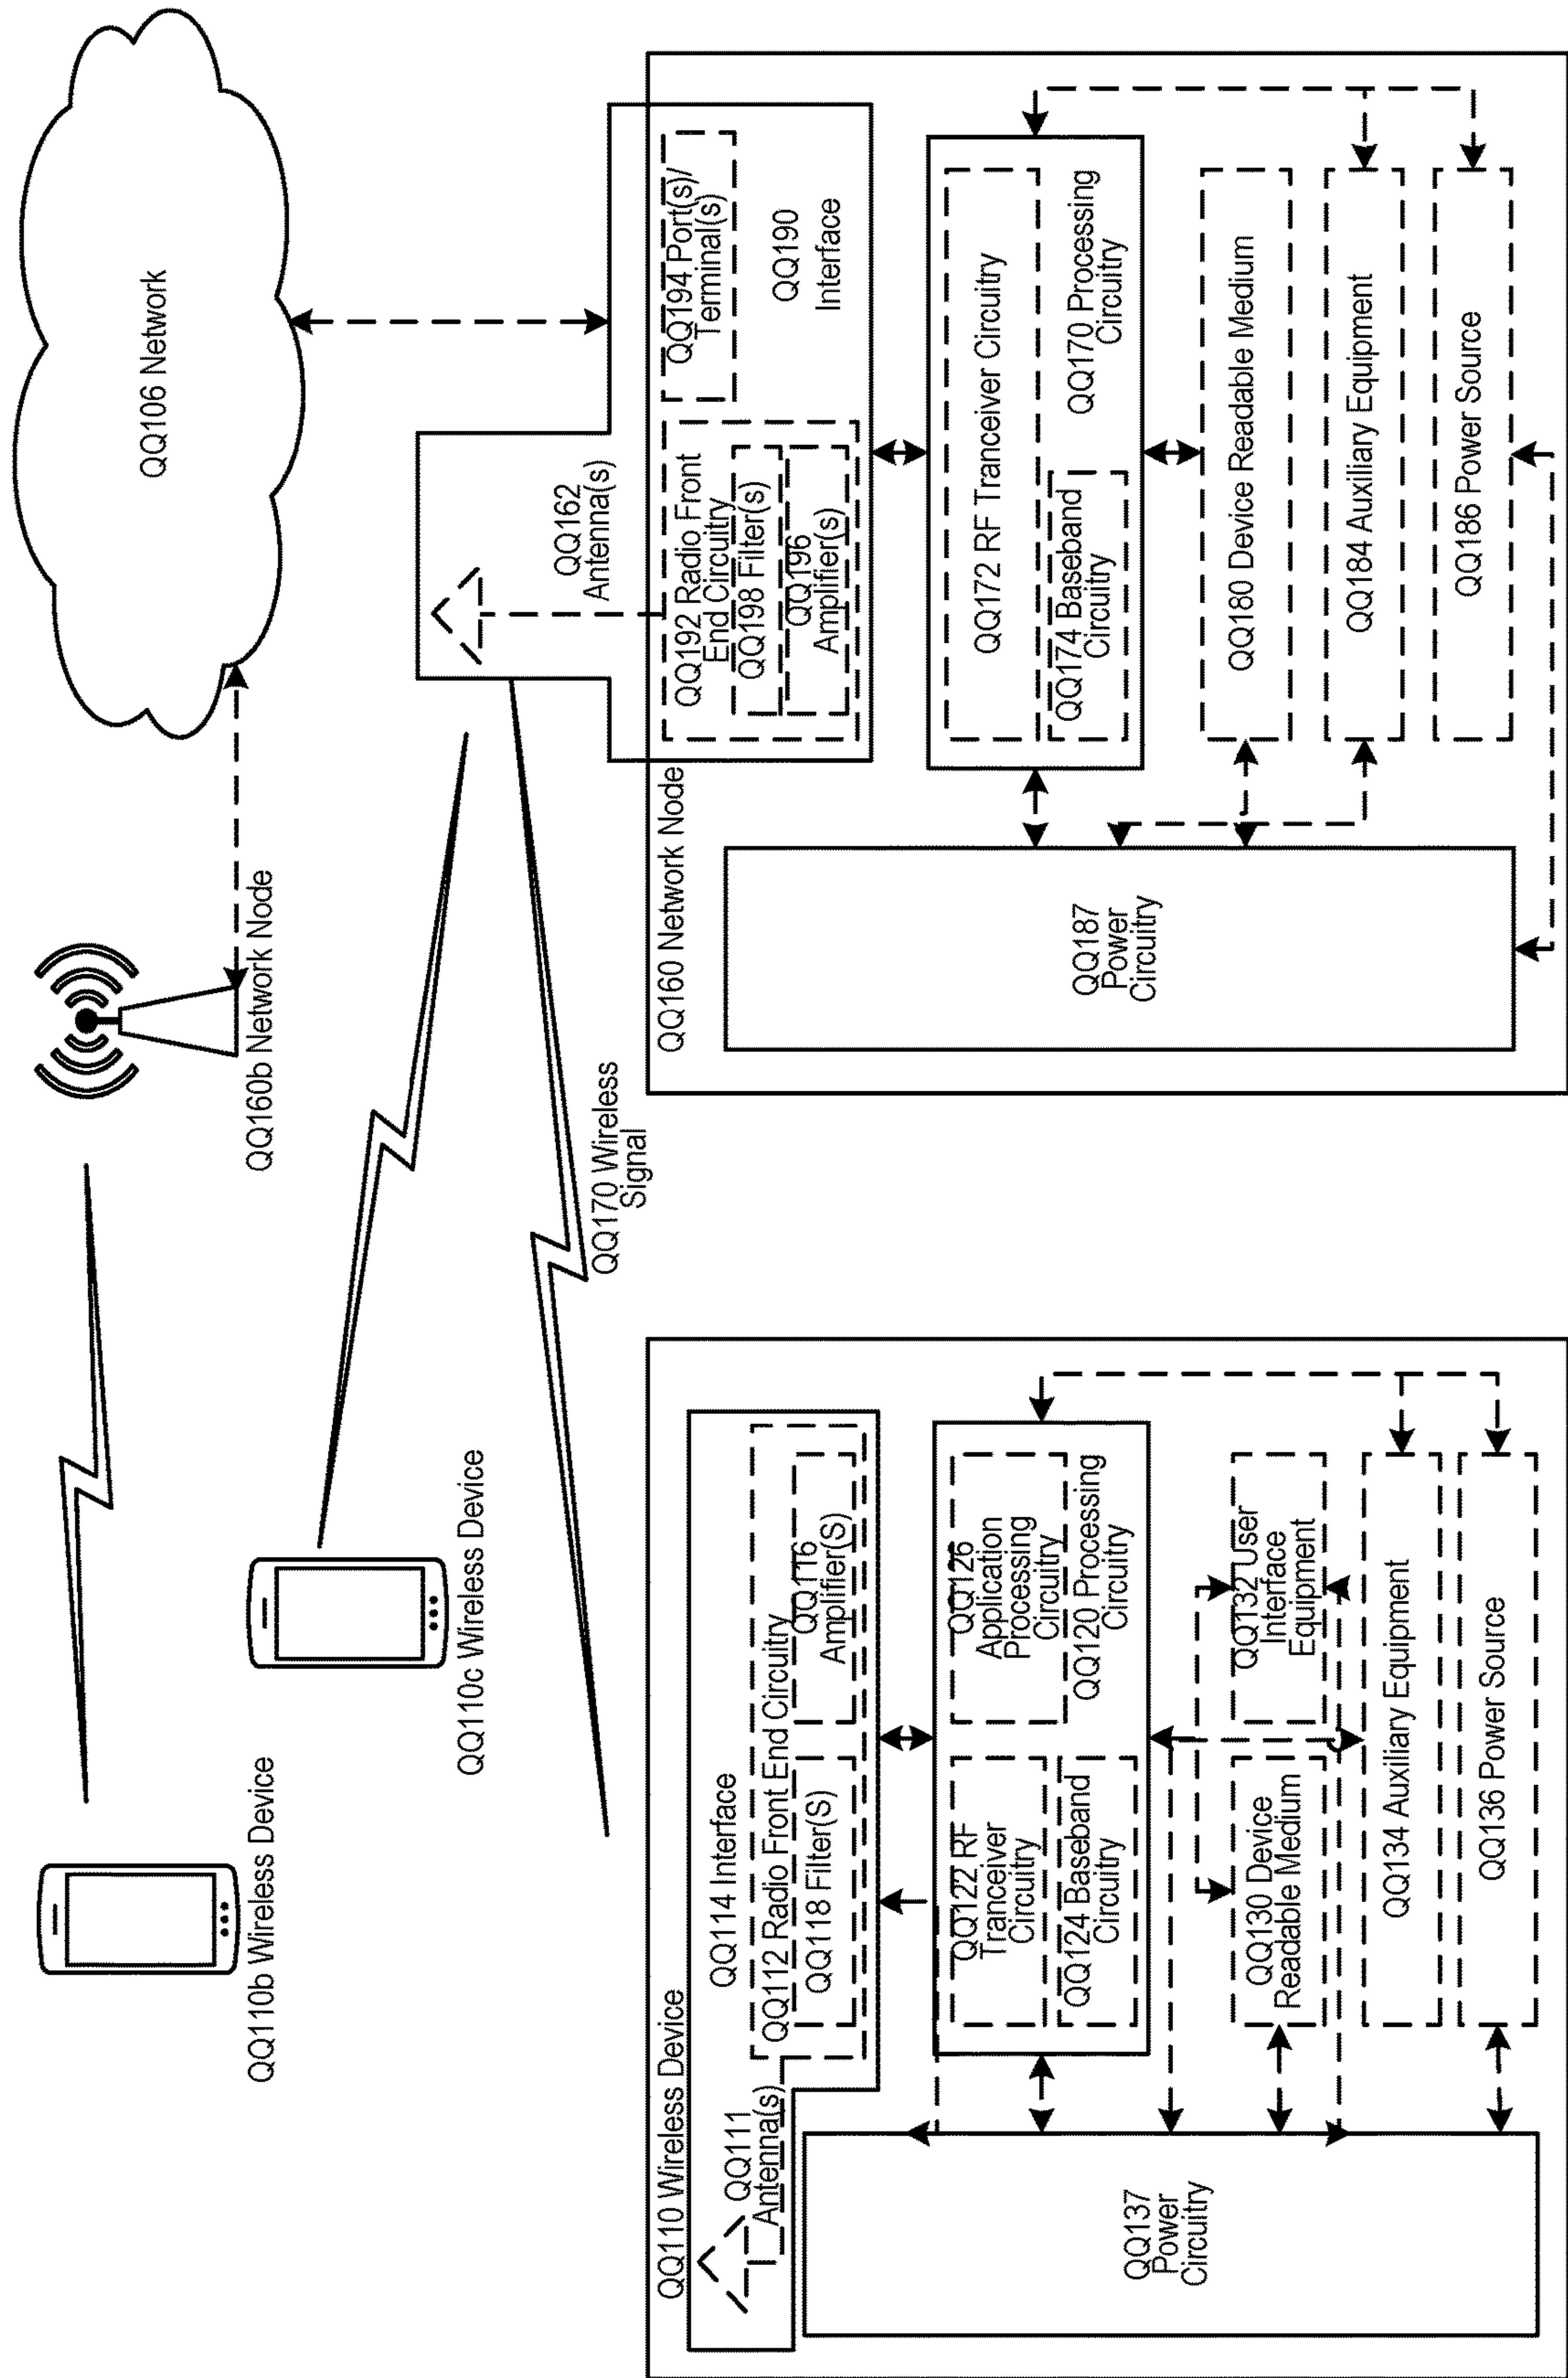 QQ106 Network
QQ160b Network Node
QQ110b Wireless Device
QQ110c Wireless Device
QQ170 Wireless
Signal
QQ110 Wireless Device
QQ111
Antenna(s)
QQ114 Interface
QQ112 Radio Front End Circuitry
QQ118 Filter(S)
QQ116
Amplifier(S)
QQ122 RF
Tranceiver
Circuitry
QQ124 Baseband
Circuitry
QQ126
Application
Processing
Circuitry
QQ120 Processing
Circuitry
QQ137
Power
Circuitry
QQ130 Device
Readable Medium
QQ132 User
Interface
Equipment
QQ134 Auxiliary Equipment
QQ136 Power Source
QQ160 Network Node
QQ162
Antenna(s)
QQ192 Radio Front
End Circuitry
QQ198 Filter(s)
QQ196
Amplifier(s)
QQ194 Port(s)/
Terminal(s)
QQ190
Interface
QQ172 RF Tranceiver Circuitry
QQ174 Baseband
Circuitry
QQ170 Processing
Circuitry
QQ187
Power
Circuitry
QQ180 Device Readable Medium
QQ184 Auxiliary Equipment
QQ186 Power Source